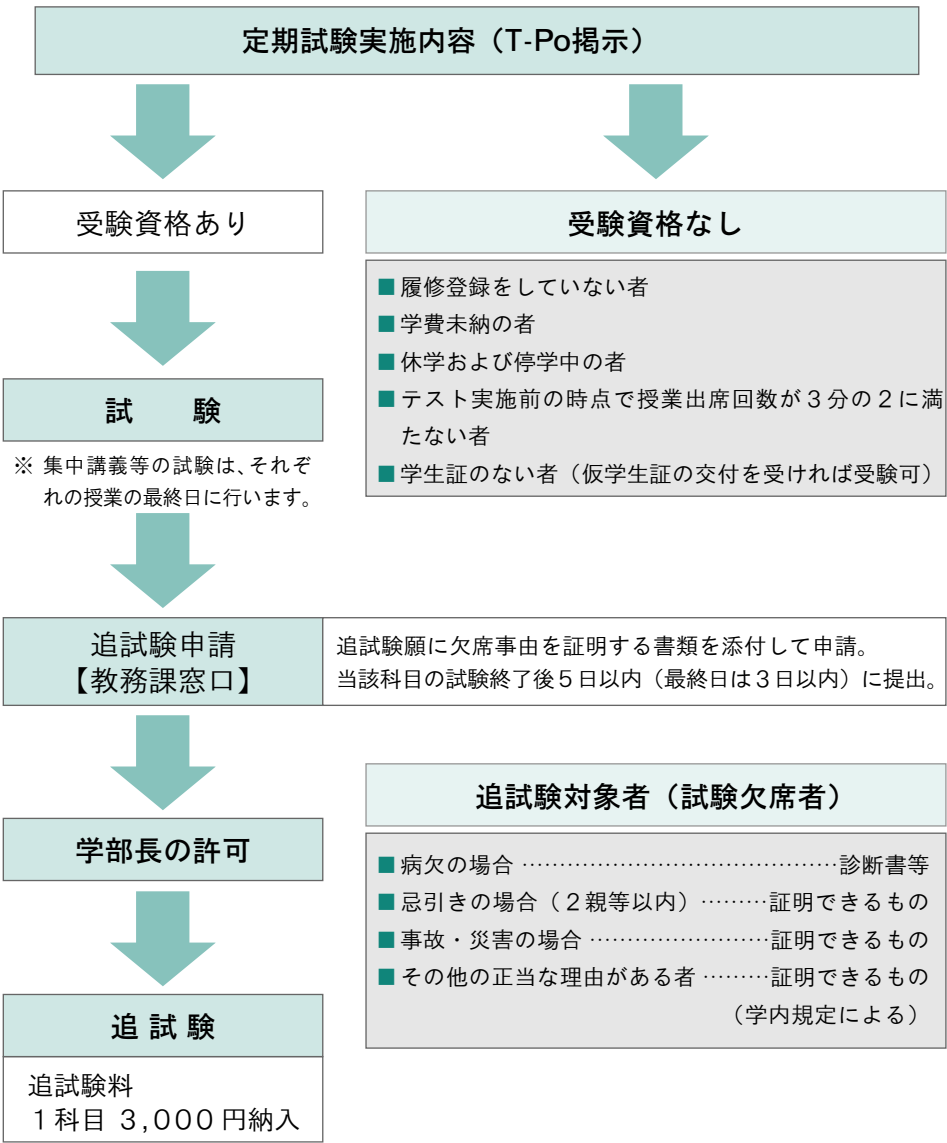 定期試験実施内容（T-Po掲示）
受験資格あり
受験資格なし
■履修登録をしていない者
■学費未納の者
■休学および停学中の者
■テスト実施前の時点で授業出席回数が３分の２に満
たない者
■学生証のない者（仮学生証の交付を受ければ受験可）
試　験
※ 集中講義等の試験は、それぞ
れの授業の最終日に行います。
追試験申請
【教務課窓口】
追試験願に欠席事由を証明する書類を添付して申請。
当該科目の試験終了後５日以内（最終日は３日以内）に提出。
学部長の許可
追試験対象者（試験欠席者）
■病欠の場合 ……………………………………診断書等
■忌引きの場合（２親等以内）………証明できるもの
■事故・災害の場合 ……………………証明できるもの
■その他の正当な理由がある者 ………証明できるもの
（学内規定による）
追 試 験
追試験料
１科目 ３,０００円納入